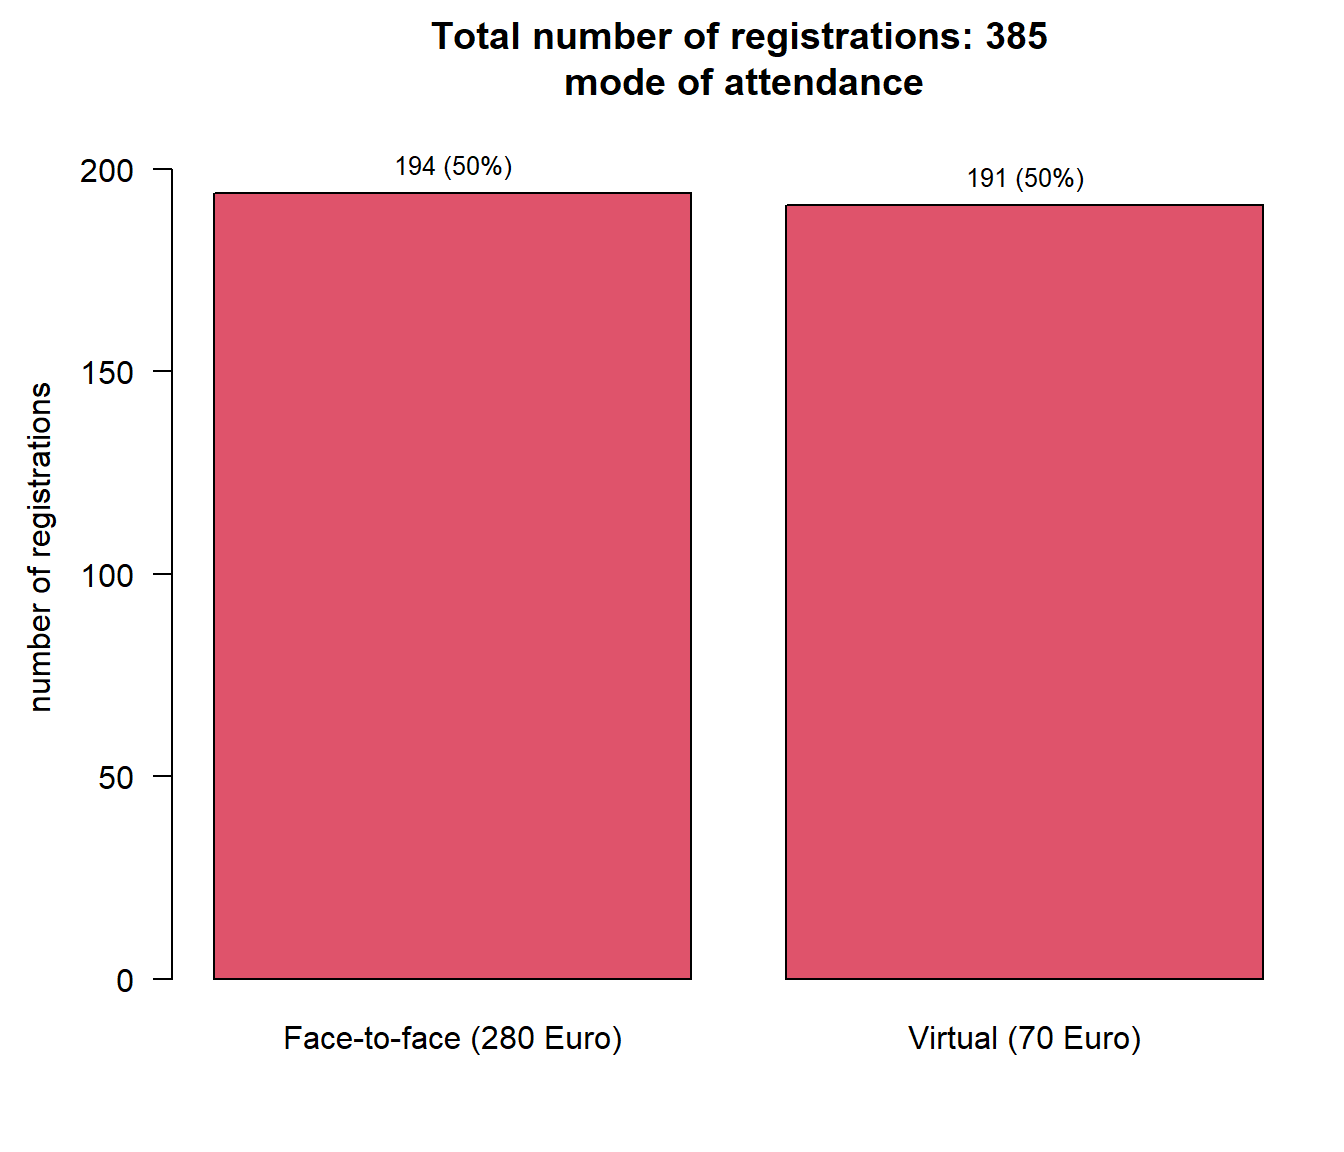 Total number of registrations: 385
mode of attendance
194 (50%)
191 (50%)
200
150
100
50
0
number of registrations
Face-to-face (280 Euro)
Virtual (70 Euro)